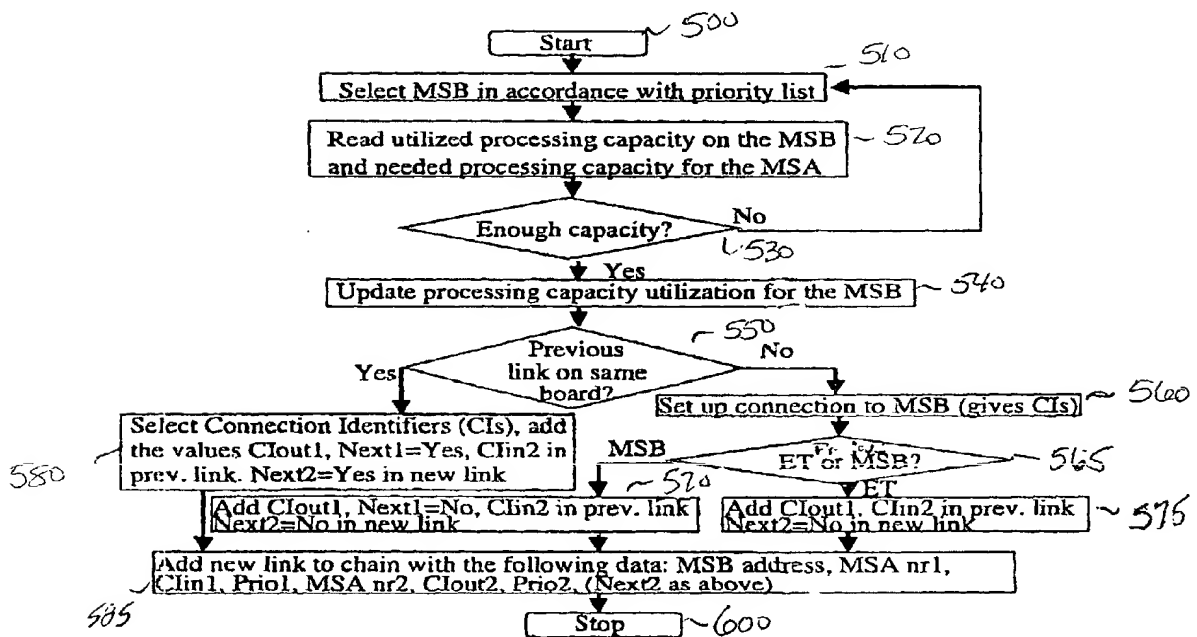 Start
500
510
Select MSB in accordance with priority list
Read utilized processing capacity on the MSB
and needed processing capacity for the MSA
520
Enough capacity?
No
530
Yes
Update processing capacity utilization for the MSB
540
550
Previous
link on same
board?
Yes
No
560
Set up connection to MSB (gives CIs)
Select Connection Identifiers (CIs), add
the values CIout1, Next1=Yes, CIin2 in
prev. link. Next2=Yes in new link
580
MSB
ET or MSB?
565
570
ET
Add CIout1, Next1=No, CIin2 in prev. link
Next2=No in new link
Add CIout1, CIin2 in prev. link
Next2=No in new link
575
Add new link to chain with the following data: MSB address, MSA nr1,
CIin1, Prio1, MSA nr2, CIout2, Prio2, (Next2 as above)
585
Stop
600